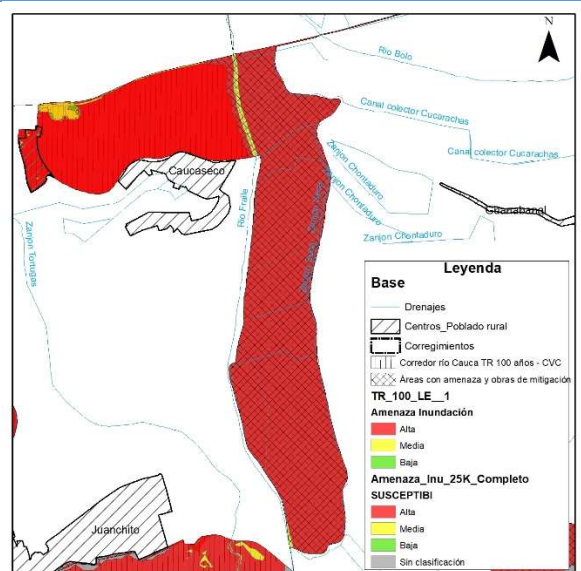 N
Rio Bolo
Canal colector Cucarachas
Canal colector Cucarachas
Zanjon Chontaduro
Zanjon Chontaduro
Zanjon Chontaduro
Guanabanal
Caucaseco
Rio Fraile
Zanjon Tortugas
Juanchito
Leyenda
Base
Drenajes
Centros_Poblado rural
Corregimientos
Corredor río Cauca TR 100 años - CVC
Áreas con amenaza y obras de mitigación
TR_100_LE__1
Amenaza Inundación
Alta
Media
Baja
Amenaza_Inu_25K_Completo
SUSCEPTIBI
Alta
Media
Baja
Sin clasificación